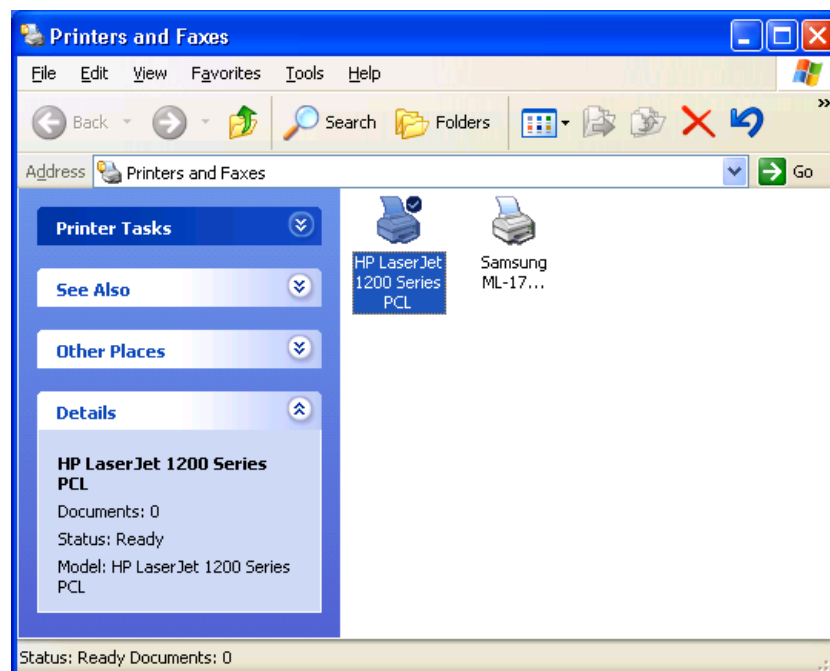 Printers and Faxes
File Edit View Favorites Tools Help
Back Search Folders »
Address Printers and Faxes Go
Printer Tasks
See Also
Other Places
Details
HP LaserJet 1200 Series
PCL
Documents: 0
Status: Ready
Model: HP LaserJet 1200 Series
PCL
HP LaserJet
1200 Series
PCL
Samsung
ML-17...
Status: Ready Documents: 0